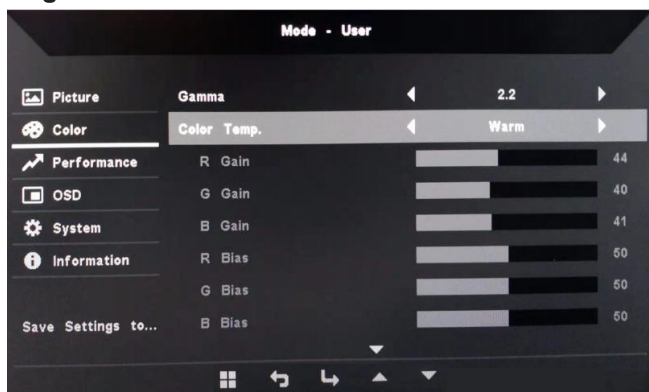 Mode - User
Picture
Gamma 2.2
Color
Color Temp. Warm
Performance
R Gain 44
OSD
G Gain 40
System
B Gain 41
Information
R Bias 50
G Bias 50
Save Settings to...
B Bias 50